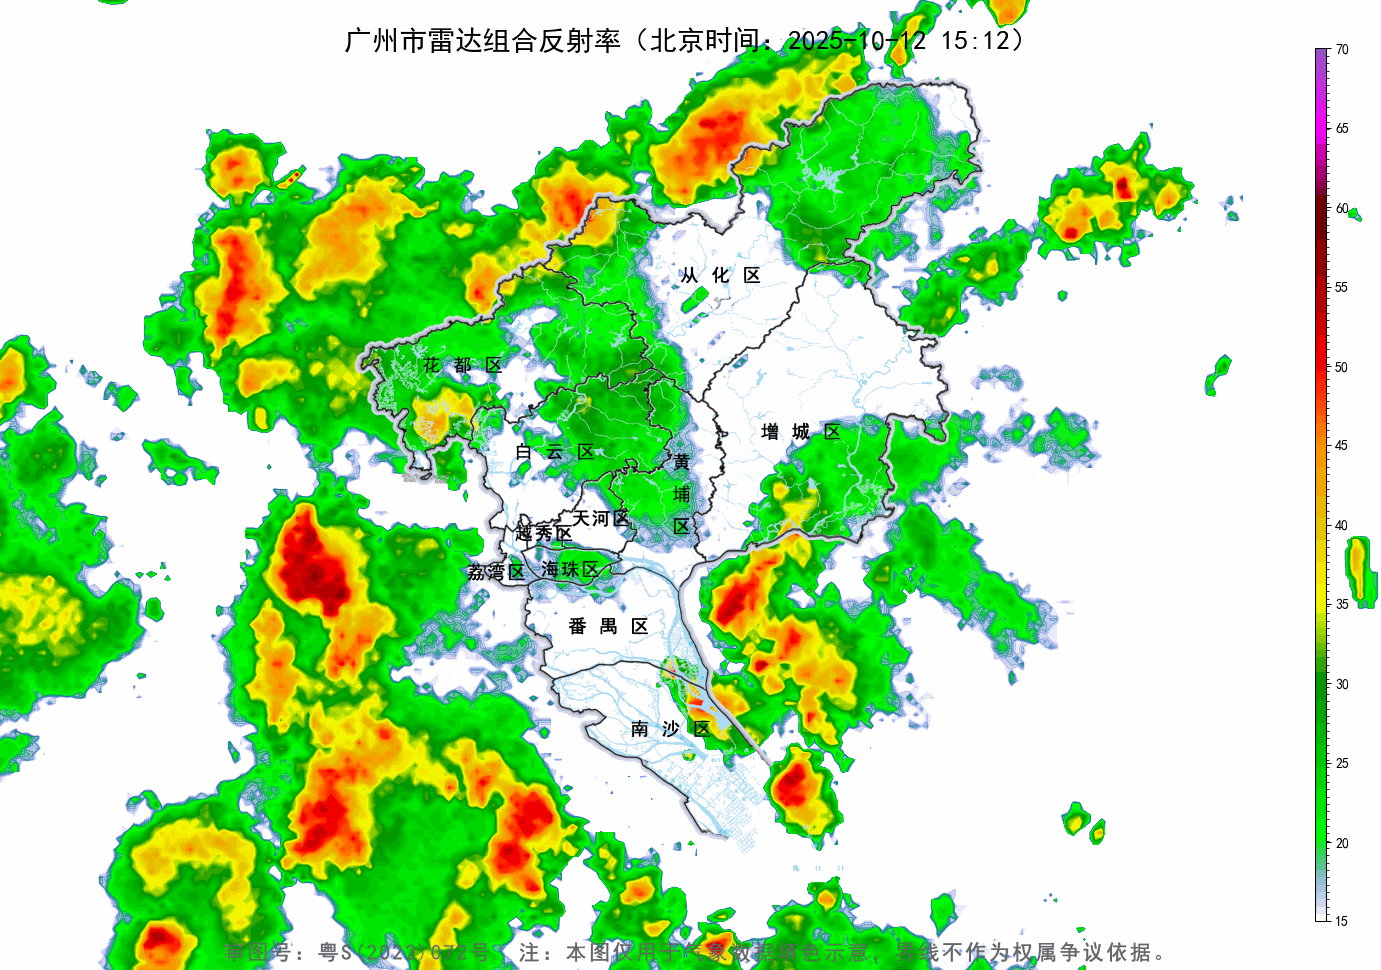 广州市雷达组合反射率（北京时间：2025-10-12 15:12）
70
65
60
55
50
45
40
35
30
25
20
15
从化区
花都区
增城区
白云区
黄埔区
天河区
越秀区
荔湾区
海珠区
番禺区
南沙区
审图号：粤S(2022)072号 注：本图仅用于气象数据填色示意，界线不作为权属争议依据。